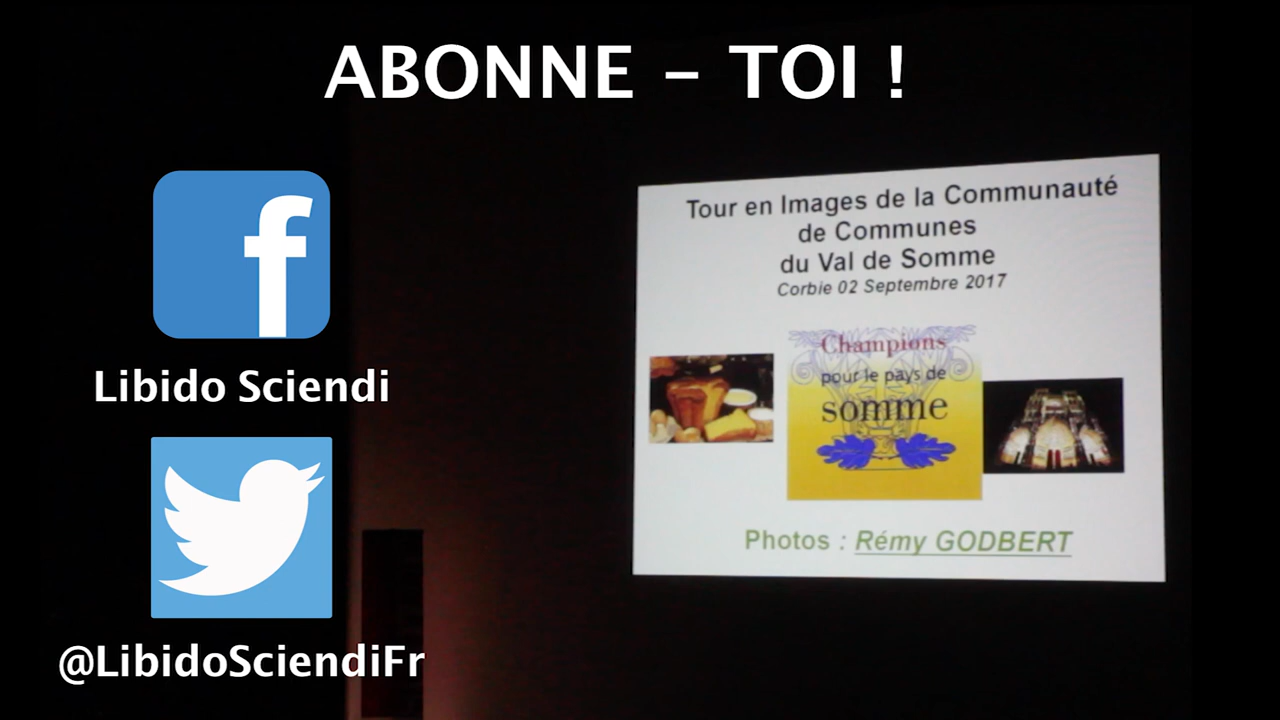 ABONNE - TOI !
Libido Sciendi
@LibidoSciendiFr
Tour en Images de la Communauté
de Communes
du Val de Somme
Corbie 02 Septembre 2017
Champions
pour le pays de
somme
Photos : Rémy GODBERT